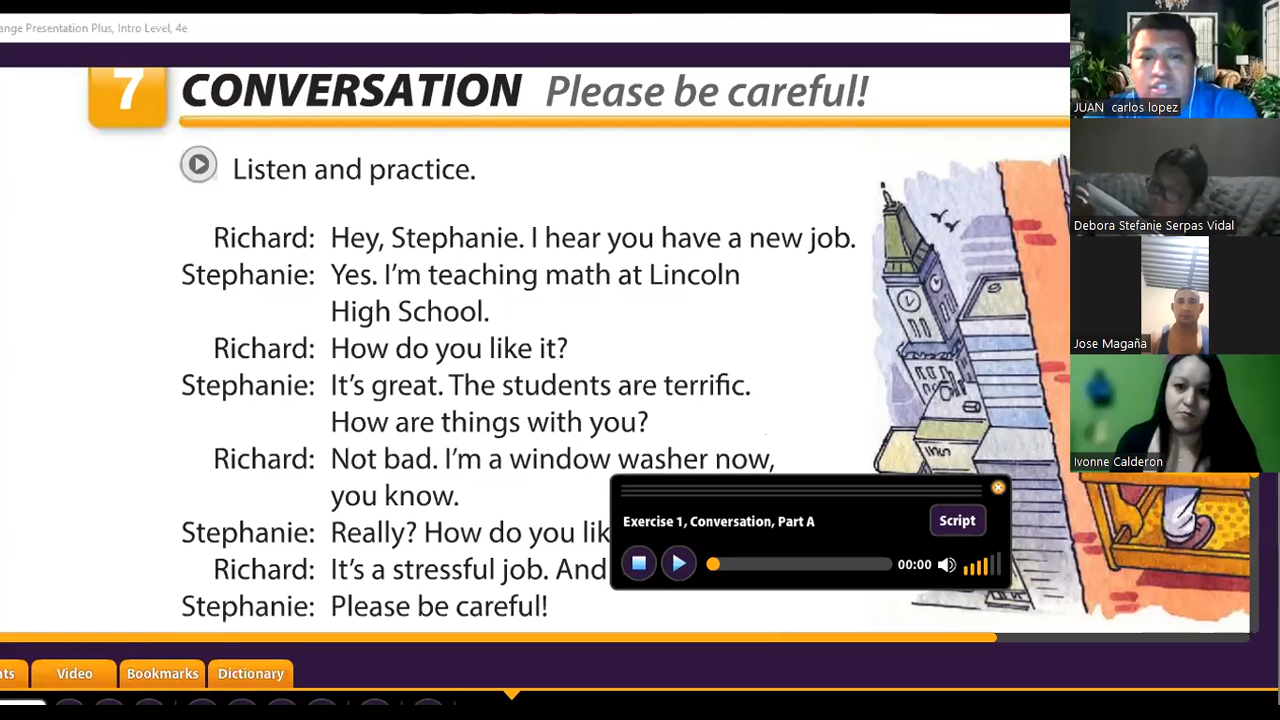 ange Presentation Plus, Intro Level, 4e
7 CONVERSATION Please be careful!
Listen and practice.
Richard: Hey, Stephanie. I hear you have a new job.
Stephanie: Yes. I'm teaching math at Lincoln
High School.
Richard: How do you like it?
Stephanie: It's great. The students are terrific.
How are things with you?
Richard: Not bad. I'm a window washer now,
you know.
Stephanie: Really? How do you lik
Richard: It's a stressful job. And
Stephanie: Please be careful!
Exercise 1, Conversation, Part A
Script
00:00
JUAN carlos lopez
Debora Stefanie Serpas Vidal
Jose Magaña
Ivonne Calderon
nts
Video
Bookmarks
Dictionary